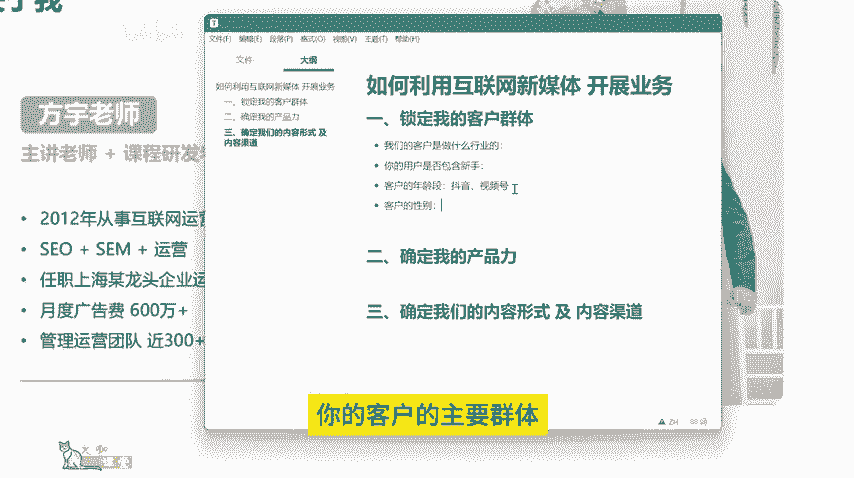 方宇老师
主讲老师 + 课程研发
• 2012年从事互联网运营
• SEO + SEM + 运营
• 任职上海某龙头企业运
• 月度广告费 600万+
• 管理运营团队 近300+
T
文件(F) 编辑(E) 段落(P) 格式(O) 视图(V) 主题(T) 帮助(H)
文件 大纲
如何利用互联网新媒体 开展业务
一、锁定我的客户群体
二、确定我的产品力
三、确定我们的内容形式 及
内容渠道
如何利用互联网新媒体 开展业务
一、锁定我的客户群体
• 我们的客户是做什么行业的：
• 你的用户是否包含新手：
• 客户的年龄段：抖音、视频号
• 客户的性别：
二、确定我的产品力
三、确定我们的内容形式 及 内容渠道
你的客户的主要群体
ZH